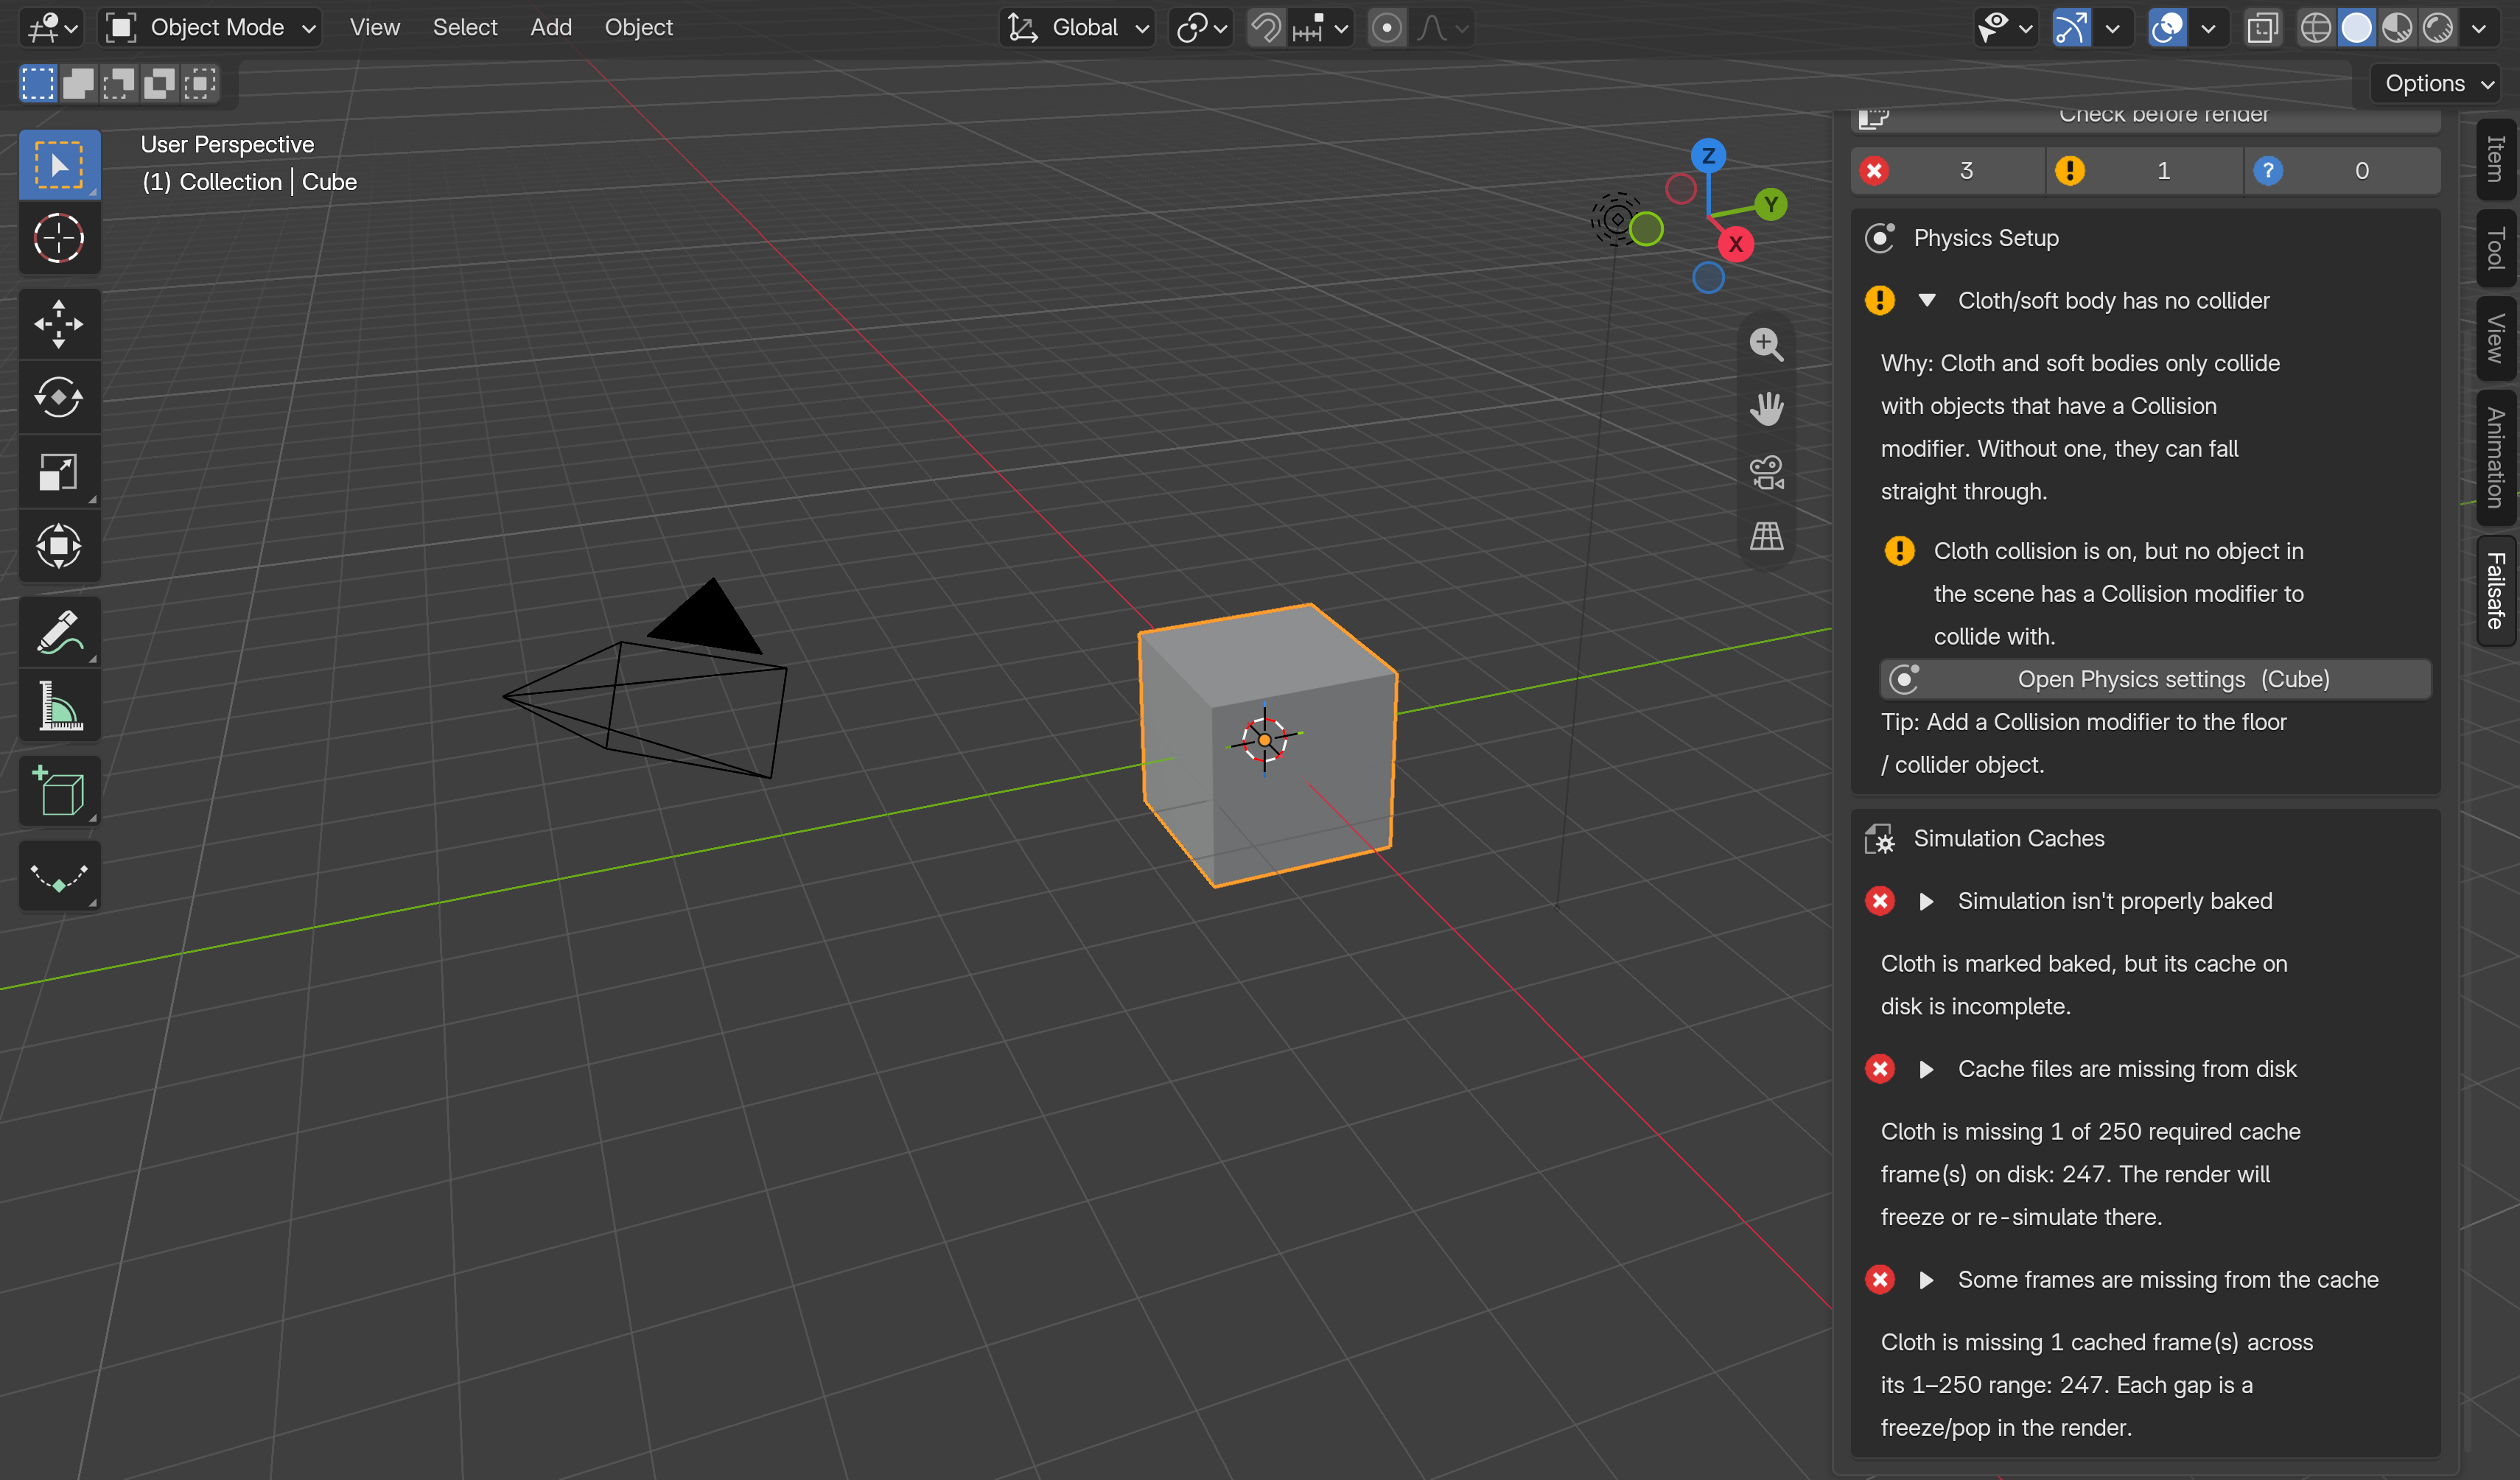 Object Mode View Select Add Object Global
Options
User Perspective
(1) Collection | Cube
Z
Y
X
Check before render
3 1 0
Physics Setup
Cloth/soft body has no collider
Why: Cloth and soft bodies only collide
with objects that have a Collision
modifier. Without one, they can fall
straight through.
Cloth collision is on, but no object in
the scene has a Collision modifier to
collide with.
Open Physics settings (Cube)
Tip: Add a Collision modifier to the floor
/ collider object.
Simulation Caches
Simulation isn't properly baked
Cloth is marked baked, but its cache on
disk is incomplete.
Cache files are missing from disk
Cloth is missing 1 of 250 required cache
frame(s) on disk: 247. The render will
freeze or re-simulate there.
Some frames are missing from the cache
Cloth is missing 1 cached frame(s) across
its 1–250 range: 247. Each gap is a
freeze/pop in the render.
Item
Tool
View
Animation
Failsafe